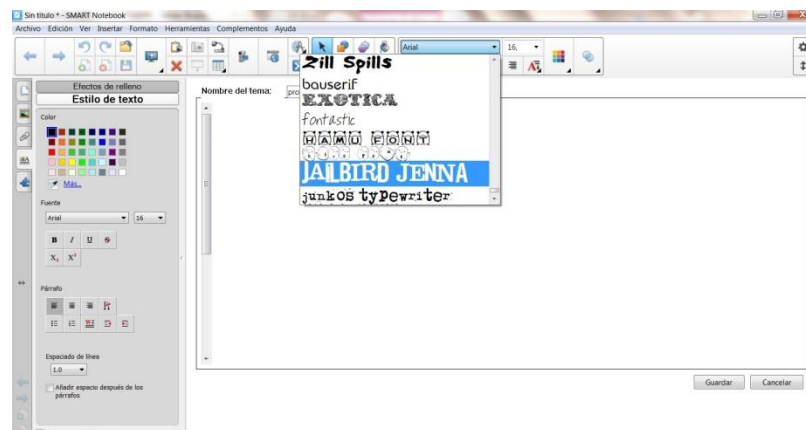 Sin título * - SMART Notebook
Archivo Edición Ver Insertar Formato Herramientas Complementos Ayuda
Arial 16.
Zill Spills
bauserif
EXOTICA
fontastic
HAMU FONT
JAILBIRD JENNA
junkos typewriter
Efectos de relleno
Estilo de texto
Color
Más...
Fuente
Arial 16
B I U S
X₂ X²
Párrafo
Espaciado de línea
1.0
Añadir espacio después de los
párrafos
Nombre del tema: pro
Guardar Cancelar